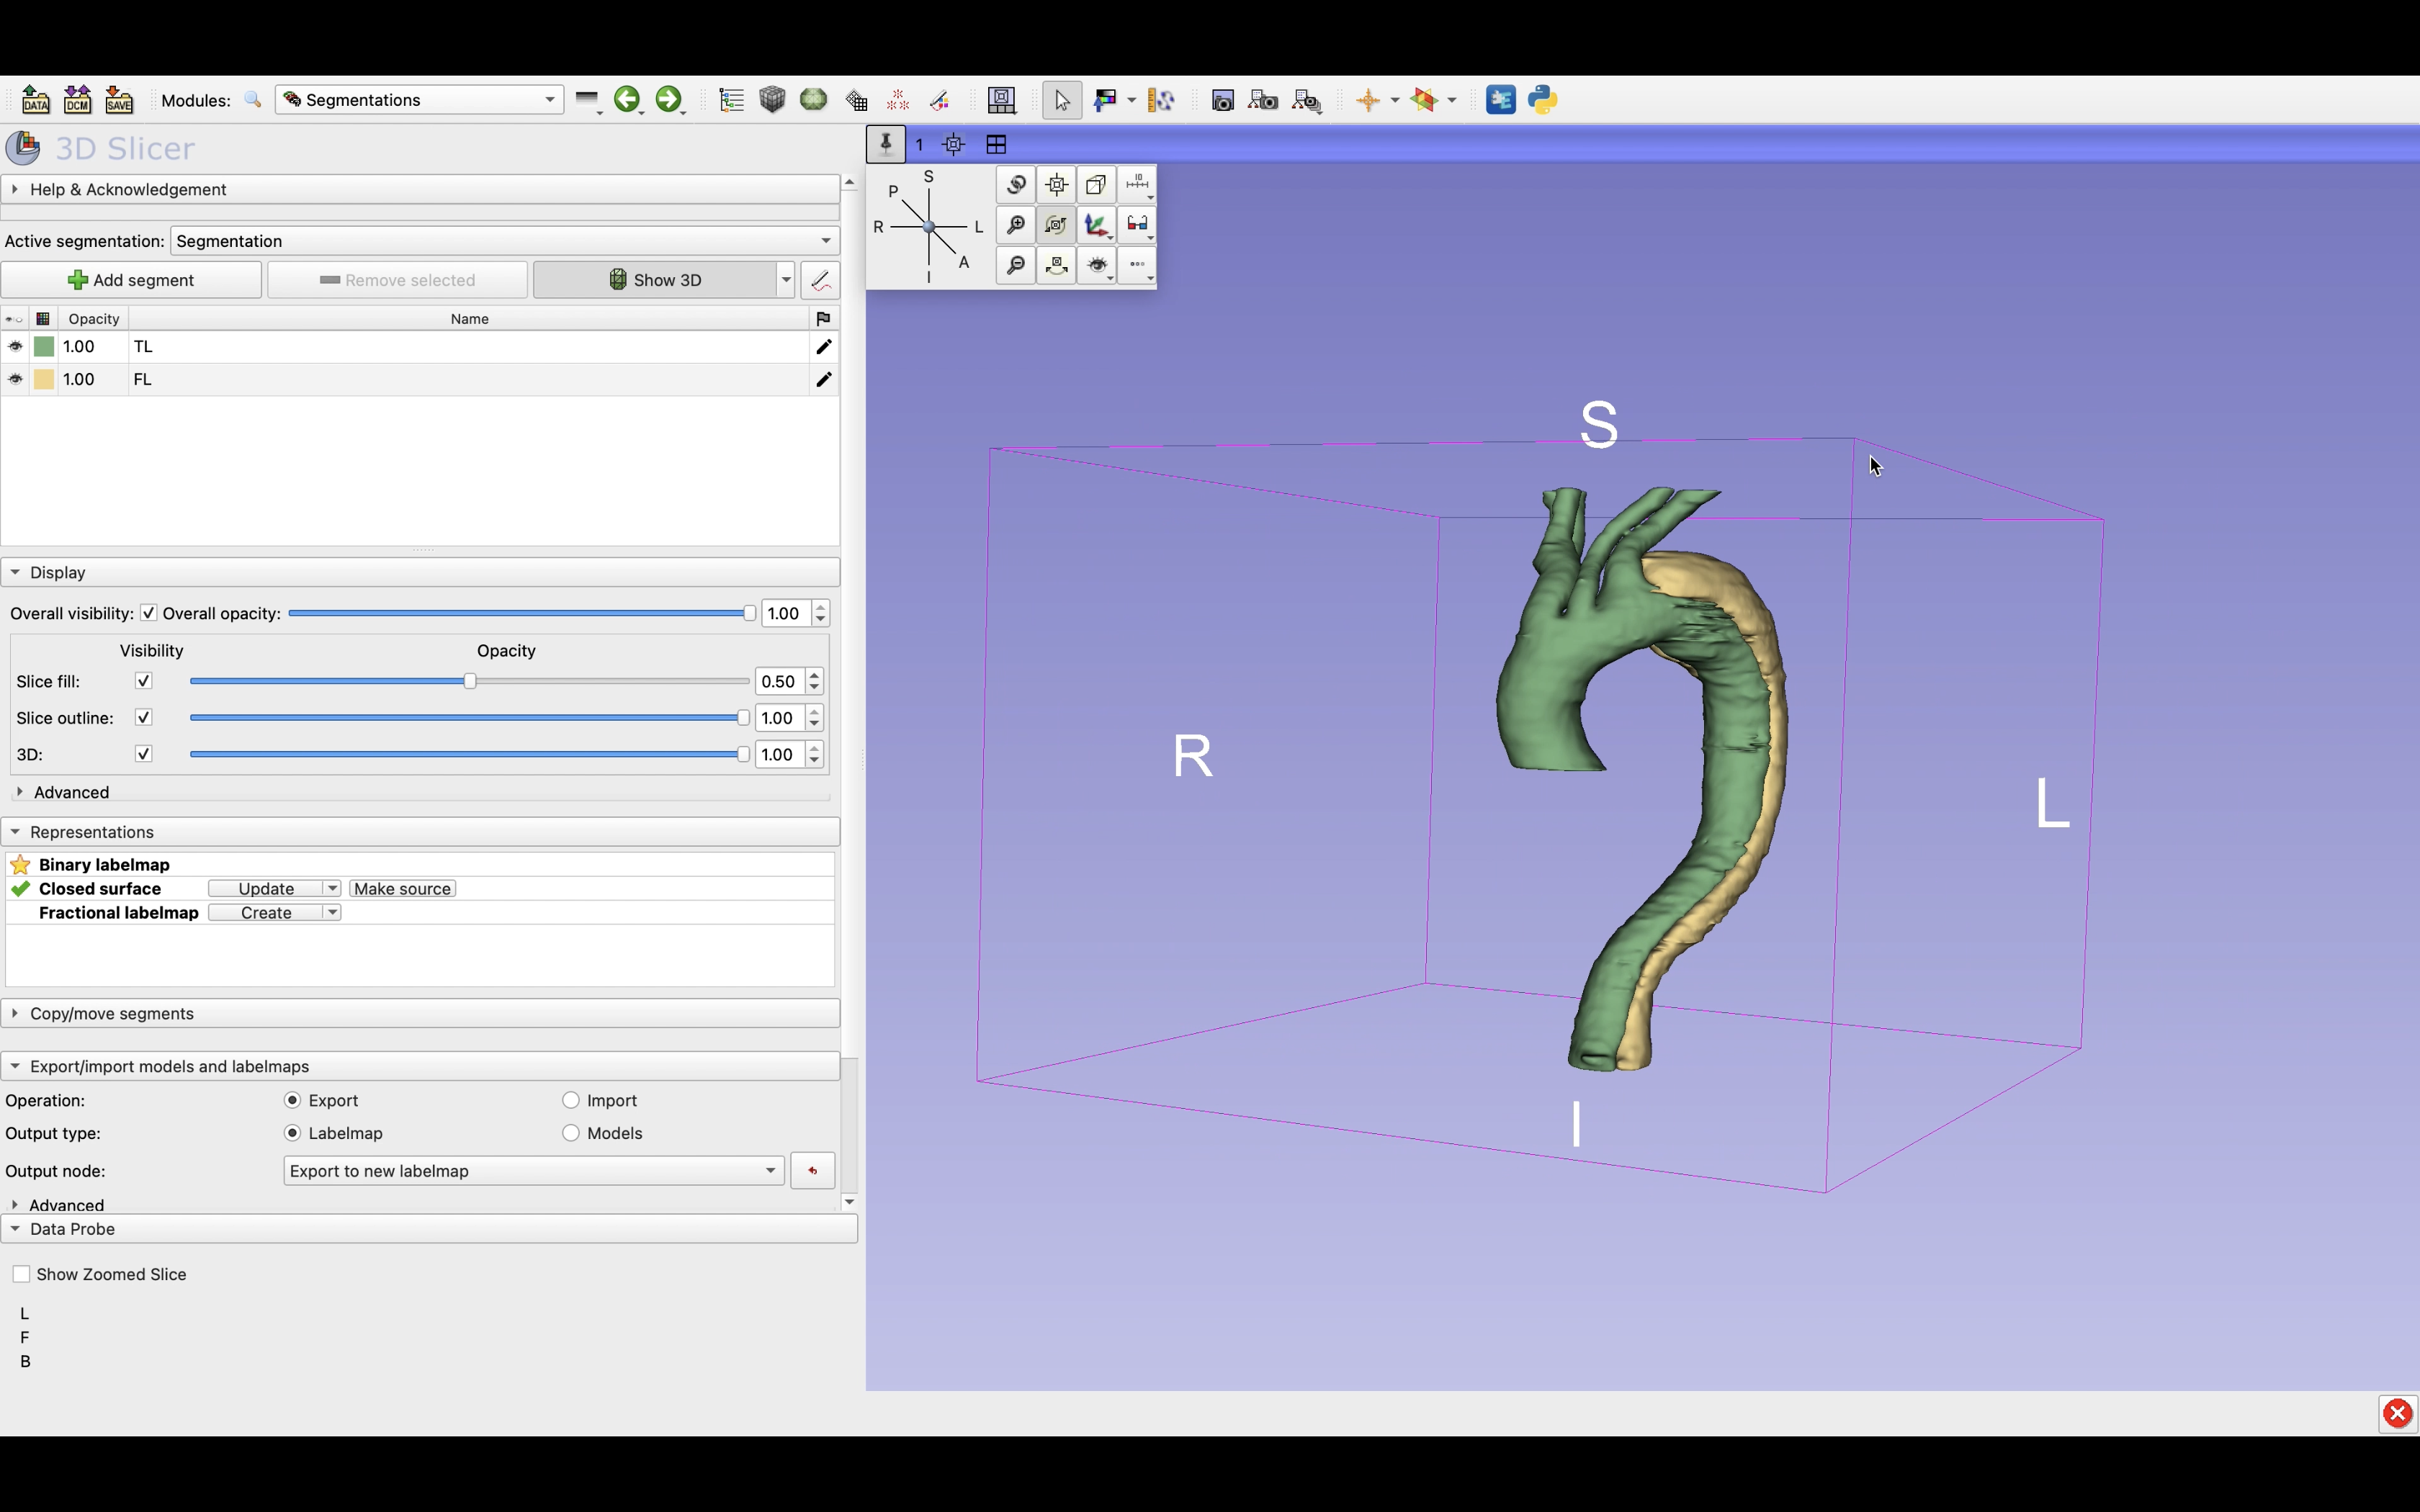 DATA DCM SAVE Modules: Segmentations
3D Slicer
1
Help & Acknowledgement
S
P
R L
A
I
10
Active segmentation: Segmentation
Add segment Remove selected Show 3D
Opacity Name
1.00 TL
1.00 FL
S
R
L
I
Display
Overall visibility: Overall opacity: 1.00
Visibility Opacity
Slice fill: 0.50
Slice outline: 1.00
3D: 1.00
Advanced
Representations
Binary labelmap
Closed surface Update Make source
Fractional labelmap Create
Copy/move segments
Export/import models and labelmaps
Operation: Export Import
Output type: Labelmap Models
Output node: Export to new labelmap
Advanced
Data Probe
Show Zoomed Slice
L
F
B